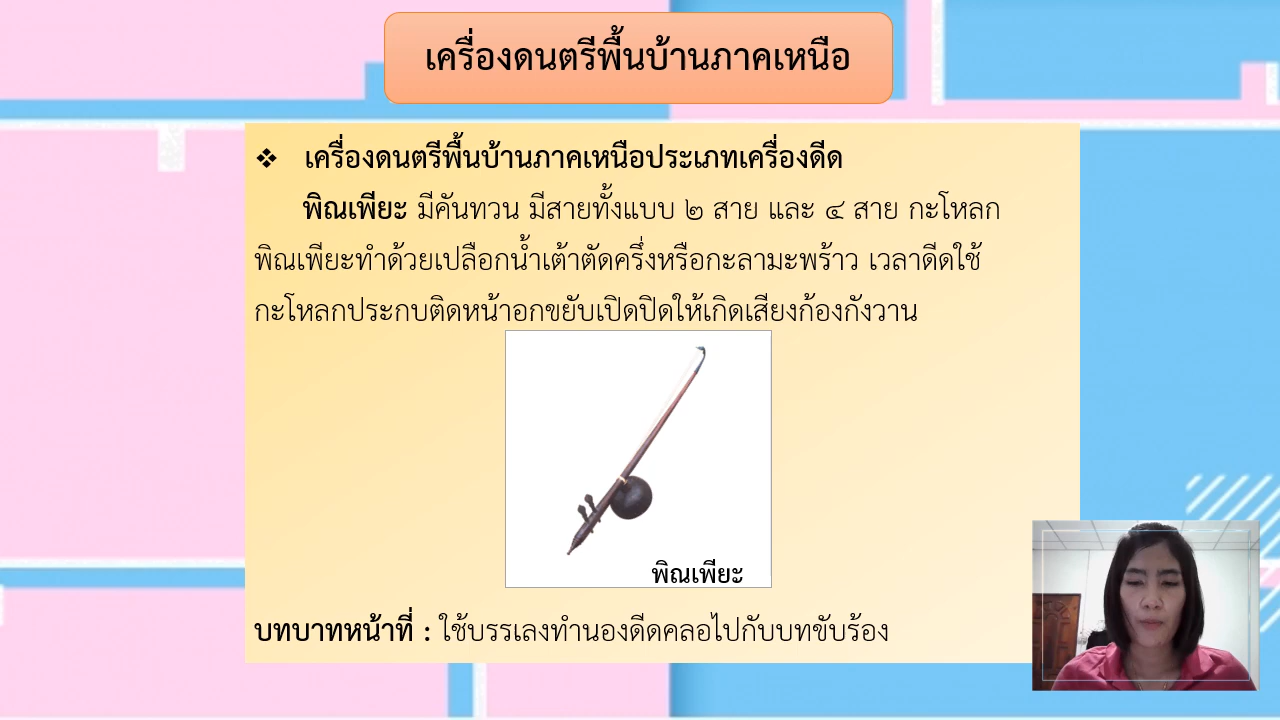 เครื่องดนตรีพื้นบ้านภาคเหนือ
❖ เครื่องดนตรีพื้นบ้านภาคเหนือประเภทเครื่องดีด
พิณเพียะ มีคันทวน มีสายทั้งแบบ ๒ สาย และ ๔ สาย กะโหลก
พิณเพียะทำด้วยเปลือกน้ำเต้าตัดครึ่งหรือกะลามะพร้าว เวลาดีดใช้
กะโหลกประกบติดหน้าอกขยับเปิดปิดให้เกิดเสียงก้องกังวาน
พิณเพียะ
บทบาทหน้าที่ : ใช้บรรเลงทำนองดีดคลอไปกับบทขับร้อง